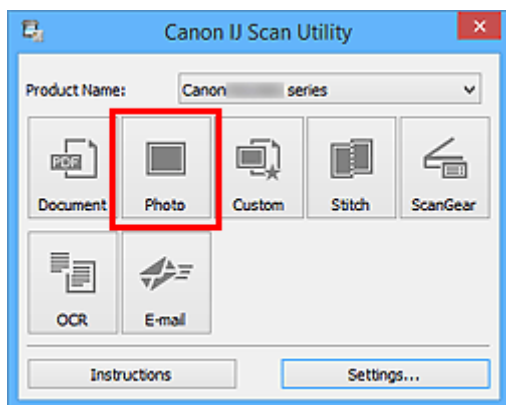 Canon IJ Scan Utility
Product Name: Canon series
PDF
Document Photo Custom Stitch ScanGear
OCR E-mail
Instructions Settings...